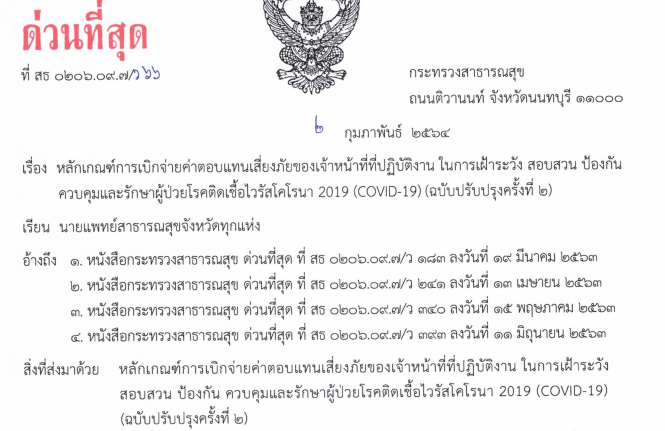 ด่วนที่สุด
ที่ สธ ๐๒๐๖.๐๙.๗/ว๖๖
กระทรวงสาธารณสุข
ถนนติวานนท์ จังหวัดนนทบุรี ๑๑๐๐๐
๒ กุมภาพันธ์ ๒๕๖๔
เรื่อง หลักเกณฑ์การเบิกจ่ายค่าตอบแทนเสี่ยงภัยของเจ้าหน้าที่ที่ปฏิบัติงาน ในการเฝ้าระวัง สอบสวน ป้องกัน
ควบคุมและรักษาผู้ป่วยโรคติดเชื้อไวรัสโคโรนา 2019 (COVID-19) (ฉบับปรับปรุงครั้งที่ ๒)
เรียน นายแพทย์สาธารณสุขจังหวัดทุกแห่ง
อ้างถึง ๑. หนังสือกระทรวงสาธารณสุข ด่วนที่สุด ที่ สธ ๐๒๐๖.๐๙.๗/ว ๑๘๓ ลงวันที่ ๑๙ มีนาคม ๒๕๖๓
๒. หนังสือกระทรวงสาธารณสุข ด่วนที่สุด ที่ สธ ๐๒๐๖.๐๙.๗/ว ๒๔๑ ลงวันที่ ๑๓ เมษายน ๒๕๖๓
๓. หนังสือกระทรวงสาธารณสุข ด่วนที่สุด ที่ สธ ๐๒๐๖.๐๙.๗/ว ๓๔๐ ลงวันที่ ๑๕ พฤษภาคม ๒๕๖๓
๔. หนังสือกระทรวงสาธารณสุข ด่วนที่สุด ที่ สธ ๐๒๐๖.๐๙.๗/ว ๓๙๓ ลงวันที่ ๑๑ มิถุนายน ๒๕๖๓
สิ่งที่ส่งมาด้วย หลักเกณฑ์การเบิกจ่ายค่าตอบแทนเสี่ยงภัยของเจ้าหน้าที่ที่ปฏิบัติงาน ในการเฝ้าระวัง
สอบสวน ป้องกัน ควบคุมและรักษาผู้ป่วยโรคติดเชื้อไวรัสโคโรนา 2019 (COVID-19)
(ฉบับปรับปรุงครั้งที่ ๒)